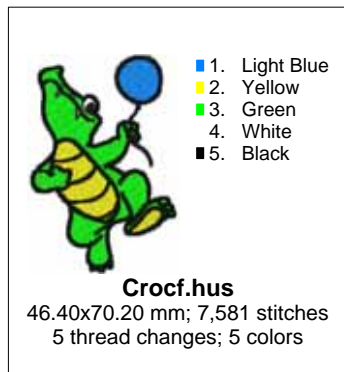 1. Light Blue
2. Yellow
3. Green
4. White
5. Black
Crocf.hus
46.40x70.20 mm; 7,581 stitches
5 thread changes; 5 colors